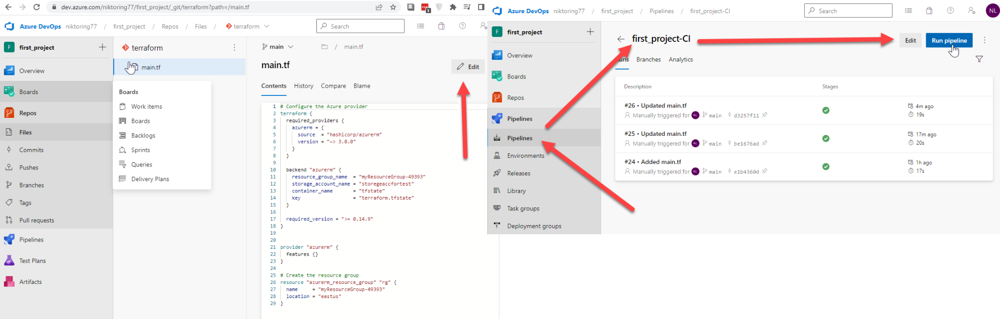 dev.azure.com/niktoring77/first_project/_git/terraform?path=/main.tf
1
Azure DevOps niktoring77 / first_project / Repos / Files / terraform
Search
F first_project
Overview
Boards
Repos
Files
Commits
Pushes
Branches
Tags
Pull requests
Pipelines
Test Plans
Artifacts
terraform
main.tf
Boards
Work items
Boards
Backlogs
Sprints
Queries
Delivery Plans
main / main.tf
main.tf
Edit
Contents History Compare Blame
1 # Configure the Azure provider
2 terraform {
3 required_providers {
4 azurerm = {
5 source = "hashicorp/azurerm"
6 version = "~> 3.0.0"
7 }
8 }
9
10 backend "azurerm" {
11 resource_group_name = "myResourceGroup-49393"
12 storage_account_name = "storegeaccfortest"
13 container_name = "tfstate"
14 key = "terraform.tfstate"
15 }
16
17 required_version = ">= 0.14.9"
18 }
19
20
21 provider "azurerm" {
22 features {}
23 }
24
25 # Create the resource group
26 resource "azurerm_resource_group" "rg" {
27 name = "myResourceGroup-49393"
28 location = "eastus"
29 }
Azure DevOps niktoring77 / first_project / Pipelines / first_project-CI
Search
NL
F first_project
Overview
Boards
Repos
Pipelines
Pipelines
Environments
Releases
Library
Task groups
Deployment groups
first_project-CI
Edit Run pipeline
Branches Analytics
Description Stages
#26 • Updated main.tf
Manually triggered for NL main d3257f11
4m ago
19s
#25 • Updated main.tf
Manually triggered for NL main be1676ad
17m ago
20s
#24 • Added main.tf
Manually triggered for NL main e1b4360d
1h ago
17s